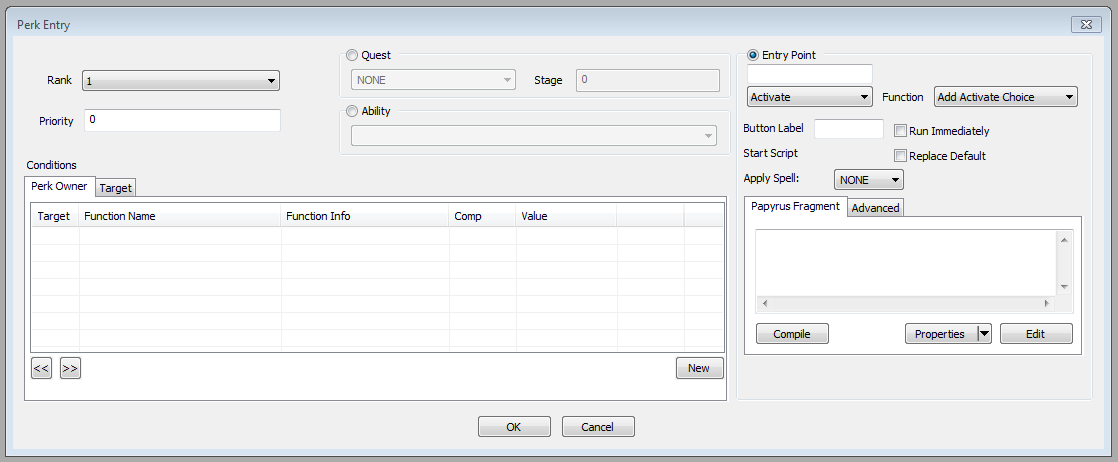 Perk Entry
Rank 1
Priority 0
Quest
NONE Stage 0
Ability
Entry Point
Activate Function Add Activate Choice
Button Label Run Immediately
Start Script Replace Default
Apply Spell: NONE
Conditions
Perk Owner Target
Target Function Name Function Info Comp Value
<< >> New
Papyrus Fragment Advanced
Compile Properties Edit
OK Cancel